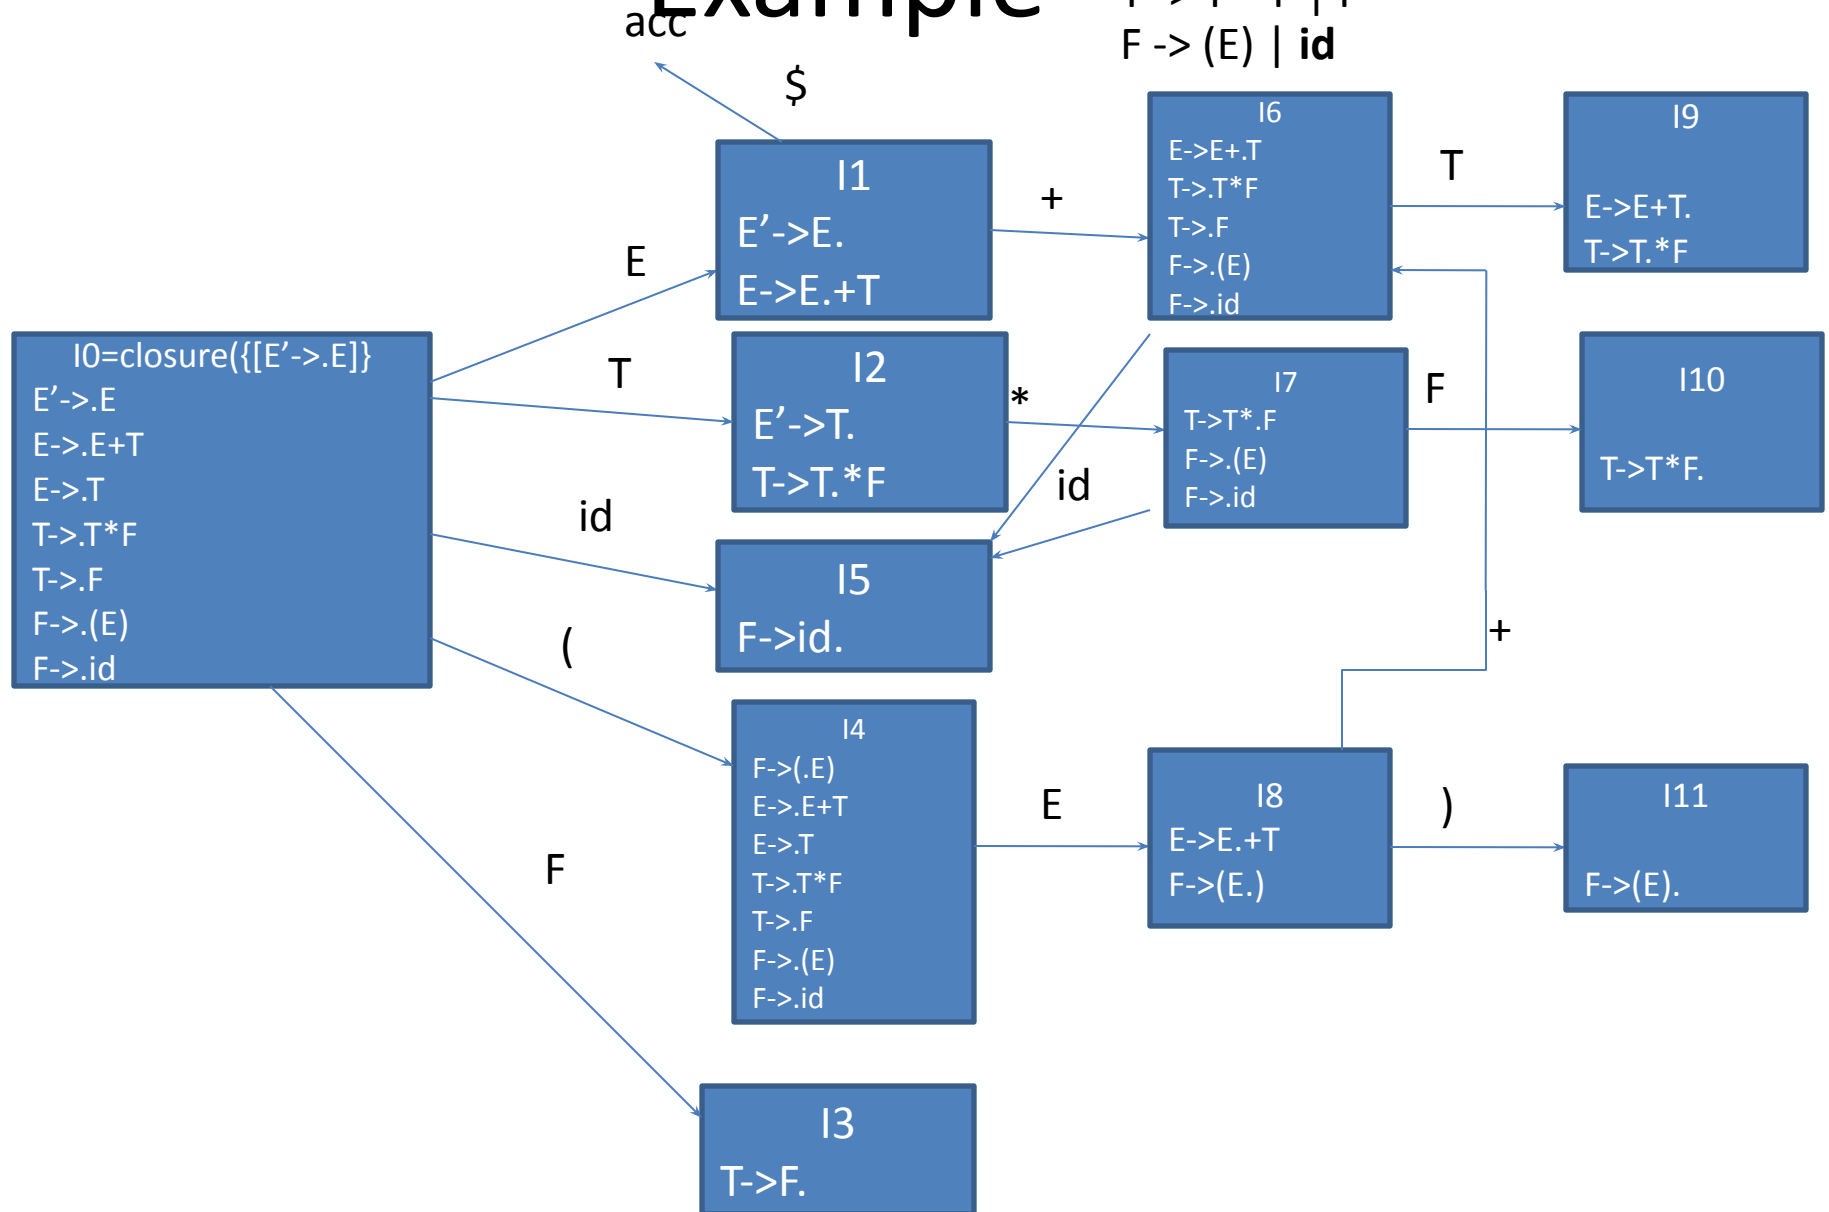 Example
F -> (E) | id
acc
$
I0=closure({[E’->.E]}
E’->.E
E->.E+T
E->.T
T->.T*F
T->.F
F->.(E)
F->.id
E
T
id
(
F
I1
E’->E.
E->E.+T
I2
E’->T.
T->T.*F
I5
F->id.
I4
F->(.E)
E->.E+T
E->.T
T->.T*F
T->.F
F->.(E)
F->.id
I3
T->F.
+
*
id
E
I6
E->E+.T
T->.T*F
T->.F
F->.(E)
F->.id
I7
T->T*.F
F->.(E)
F->.id
I8
E->E.+T
F->(E.)
T
F
+
)
I9
E->E+T.
T->T.*F
I10
T->T*F.
I11
F->(E).